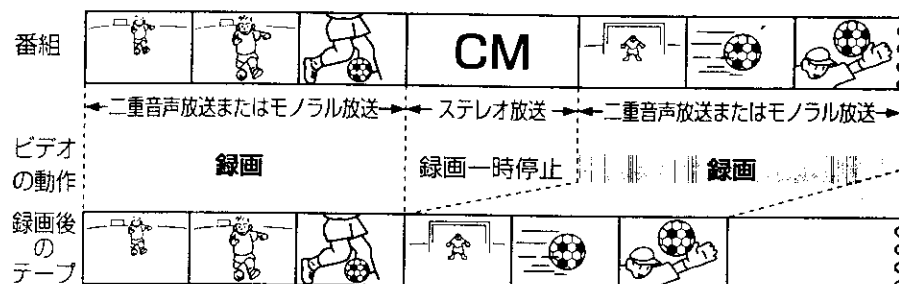 番組
CM
二重音声放送またはモノラル放送
ステレオ放送
二重音声放送またはモノラル放送
ビデオ
の動作
録画
録画一時停止
録画
録画後
の
テープ